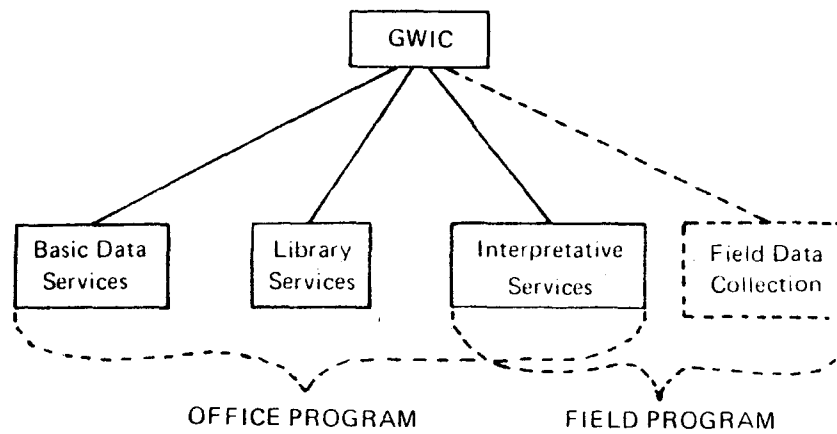 GWIC
Basic Data
Services
Library
Services
Interpretative
Services
Field Data
Collection
OFFICE PROGRAM
FIELD PROGRAM